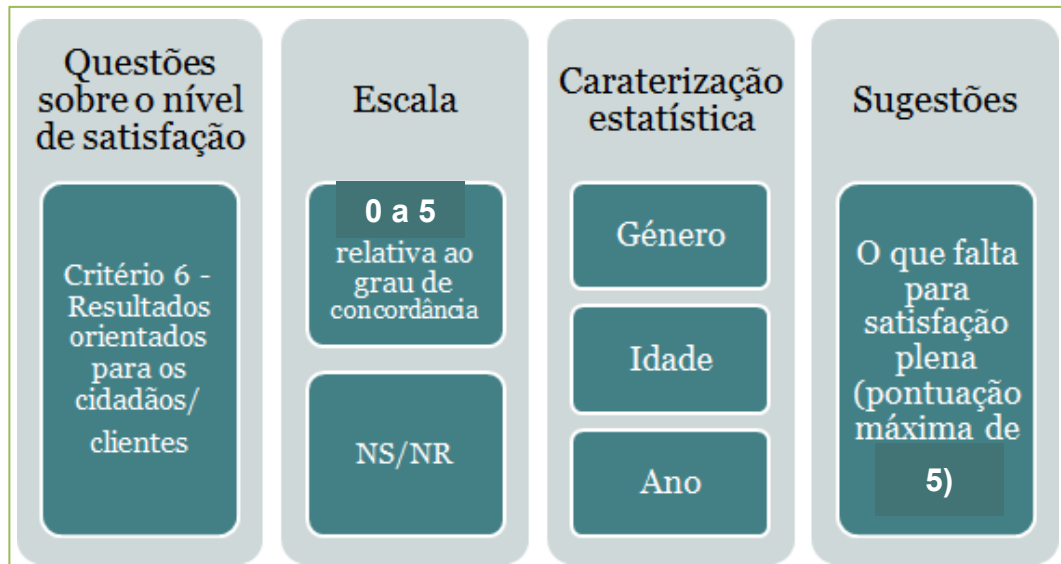 Questões
sobre o nível
de satisfação
Critério 6 -
Resultados
orientados
para os
cidadãos/
clientes
Escala
0 a 5
relativa ao
grau de
concordância
NS/NR
Caraterização
estatística
Género
Idade
Ano
Sugestões
O que falta
para
satisfação
plena
(pontuação
máxima de
5)